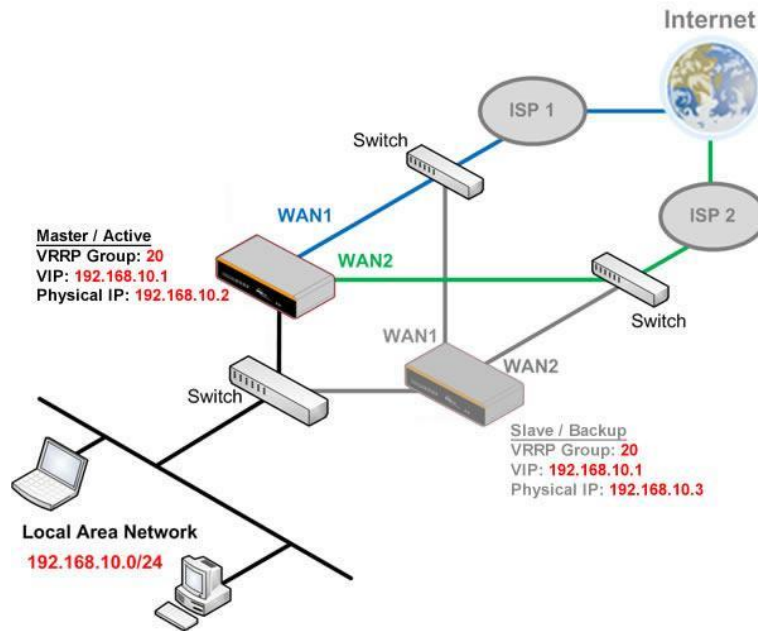 Internet
ISP 1
Switch
WAN1
ISP 2
Master / Active
VRRP Group: 20
VIP: 192.168.10.1
Physical IP: 192.168.10.2
WAN2
Switch
WAN1
WAN2
Switch
Slave / Backup
VRRP Group: 20
VIP: 192.168.10.1
Physical IP: 192.168.10.3
Local Area Network
192.168.10.0/24